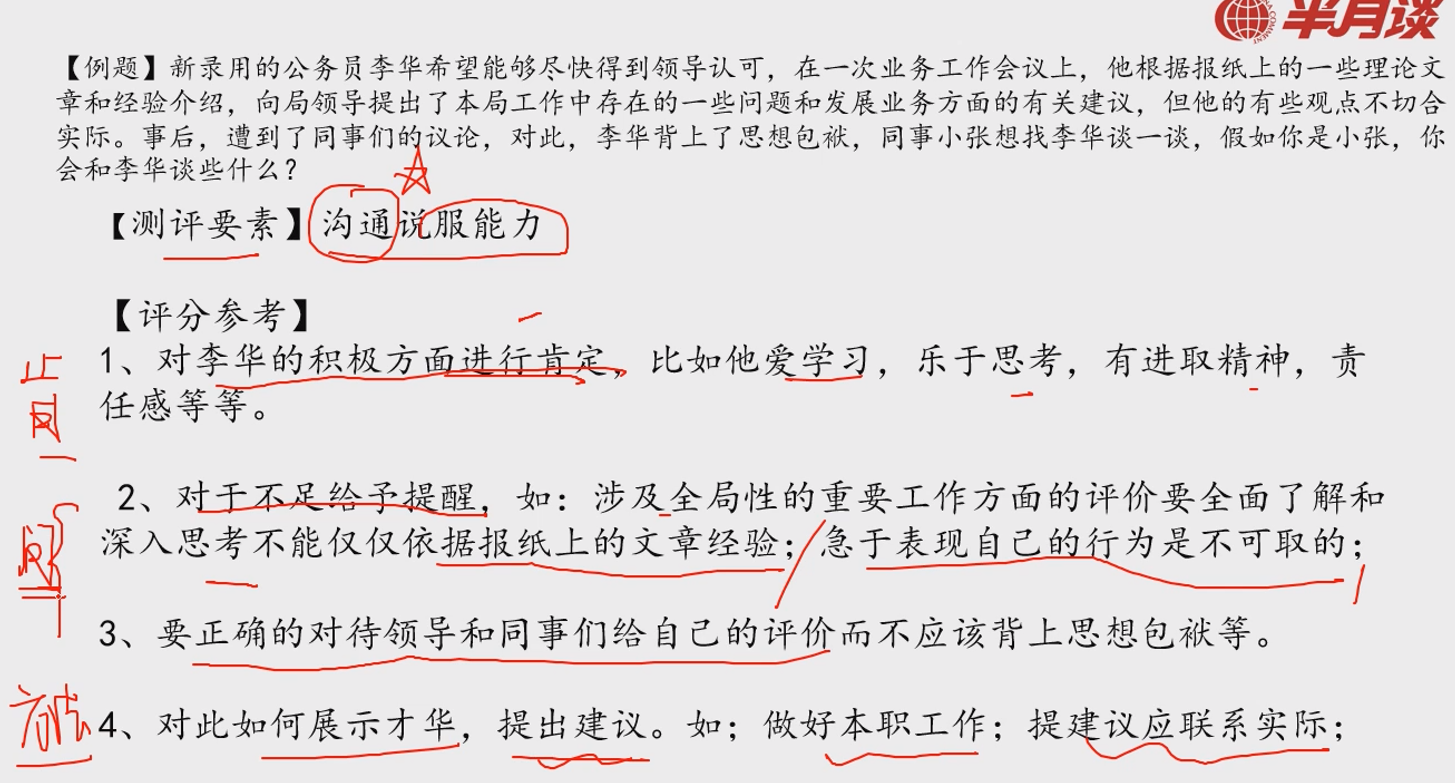 半月谈
【例题】新录用的公务员李华希望能够尽快得到领导认可，在一次业务工作会议上，他根据报纸上的一些理论文
章和经验介绍，向局领导提出了本局工作中存在的一些问题和发展业务方面的有关建议，但他的有些观点不切合
实际。事后，遭到了同事们的议论，对此，李华背上了思想包袱，同事小张想找李华谈一谈，假如你是小张，你
会和李华谈些什么？
【测评要素】沟通说服能力
【评分参考】
1、对李华的积极方面进行肯定，比如他爱学习，乐于思考，有进取精神，责
任感等等。
2、对于不足给予提醒，如：涉及全局性的重要工作方面的评价要全面了解和
深入思考不能仅仅依据报纸上的文章经验；急于表现自己的行为是不可取的；
3、要正确的对待领导和同事们给自己的评价而不应该背上思想包袱等。
4、对此如何展示才华，提出建议。如；做好本职工作；提建议应联系实际；